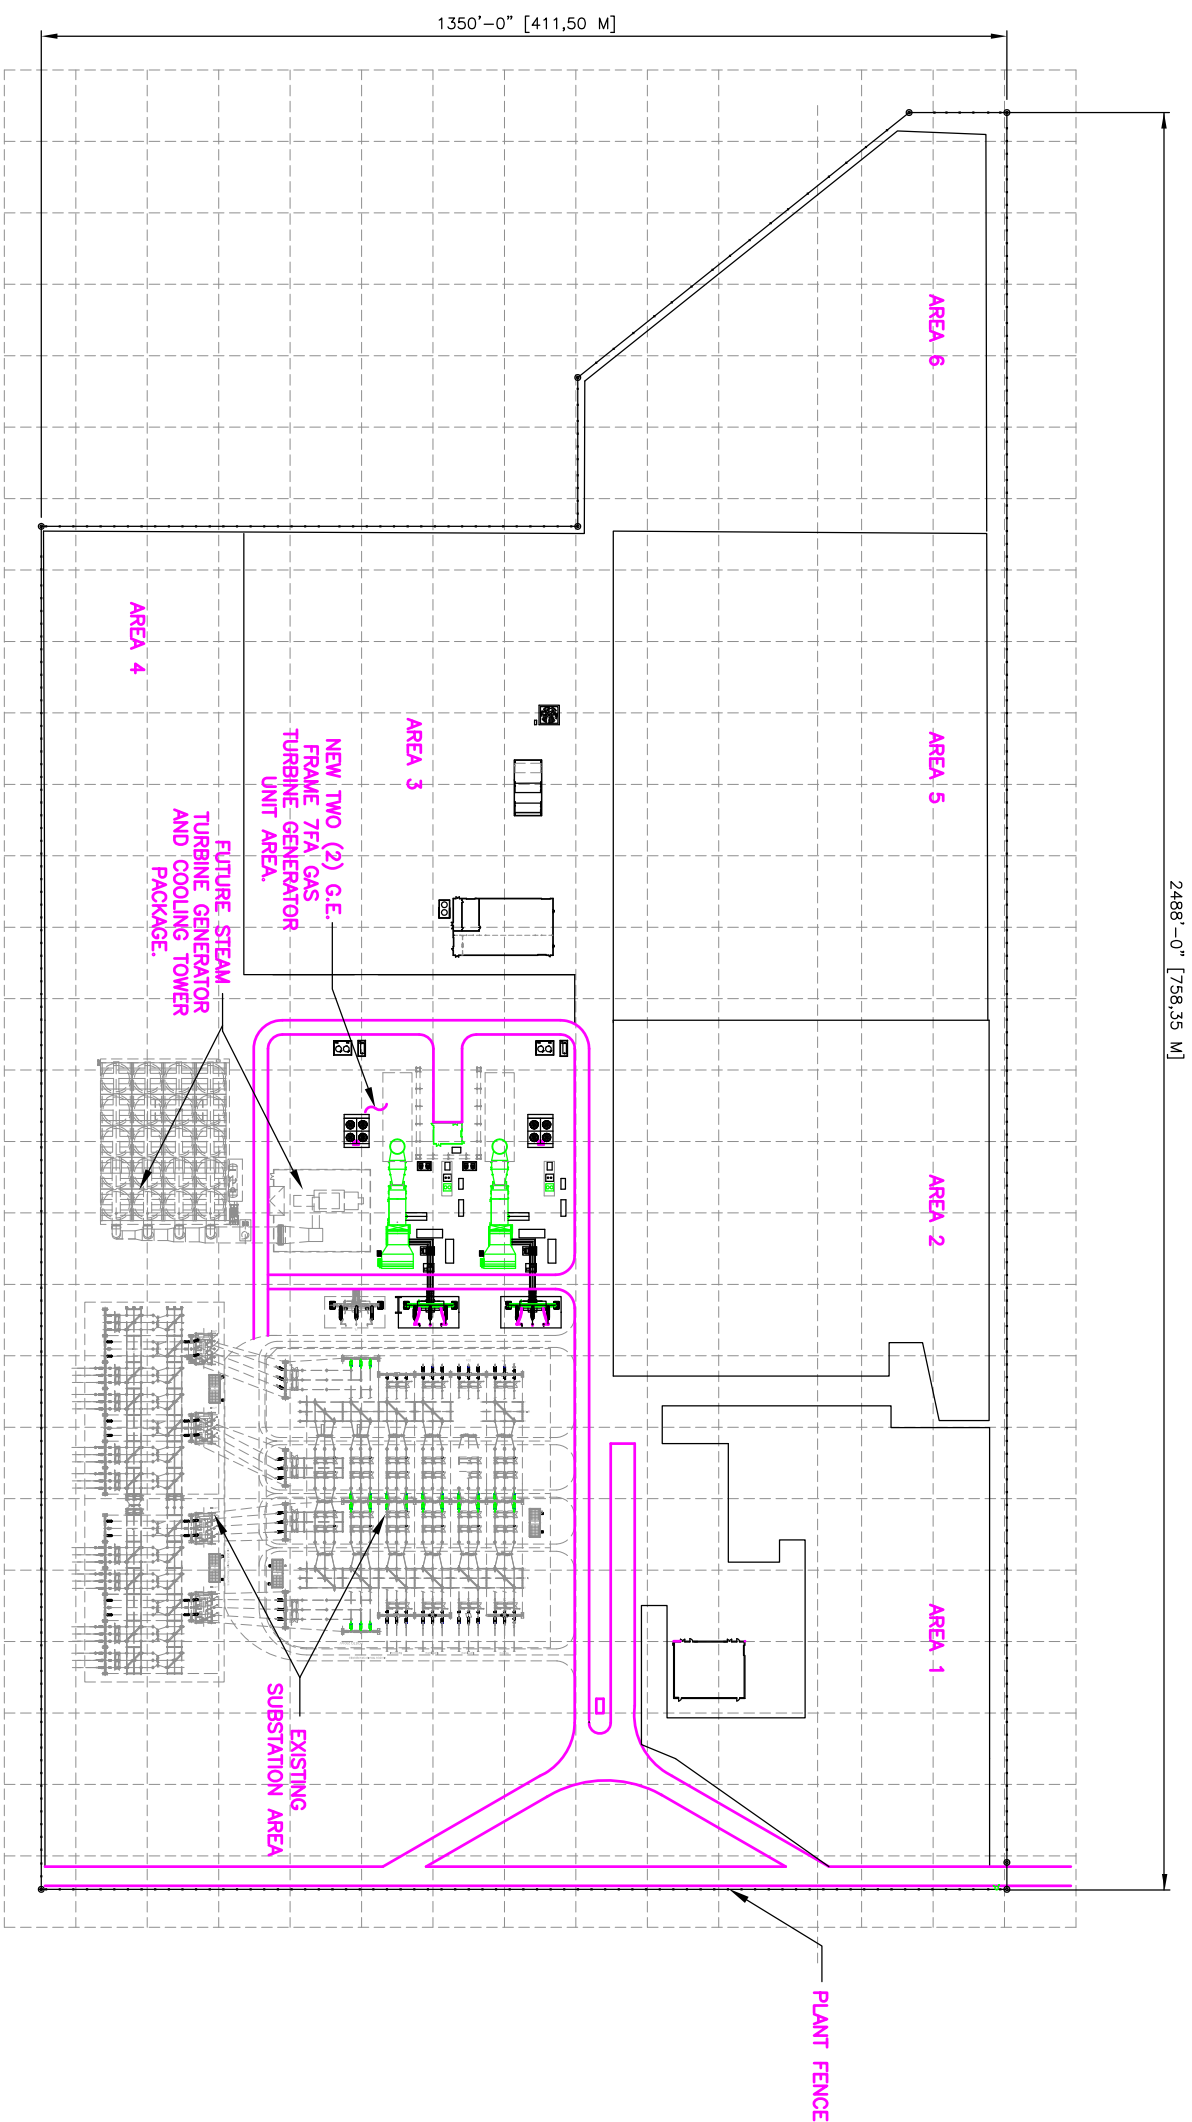 1350'-0" [411,50 M]
2488'-0" [758,35 M]
AREA 6
AREA 5
AREA 2
AREA 1
AREA 4
AREA 3
NEW TWO (2) G.E.
FRAME 7FA GAS
TURBINE GENERATOR
UNIT AREA.
FUTURE STEAM
TURBINE GENERATOR
AND COOLING TOWER
PACKAGE.
EXISTING
SUBSTATION AREA
PLANT FENCE